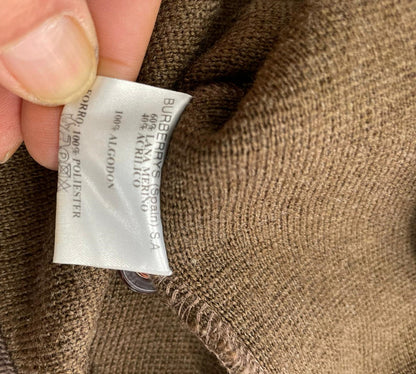 BURBERRYS (Spain) S.A
60% LANA MERINO
40% ACRILICO
100% ALGODON
100% POLIESTER